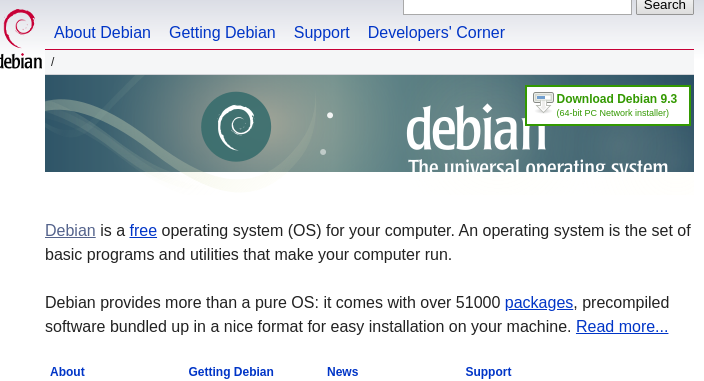 Search
About Debian Getting Debian Support Developers' Corner
debian /
debian
Download Debian 9.3
(64-bit PC Network installer)
The universal operating system
Debian is a free operating system (OS) for your computer. An operating system is the set of
basic programs and utilities that make your computer run.
Debian provides more than a pure OS: it comes with over 51000 packages, precompiled
software bundled up in a nice format for easy installation on your machine. Read more...
About Getting Debian News Support